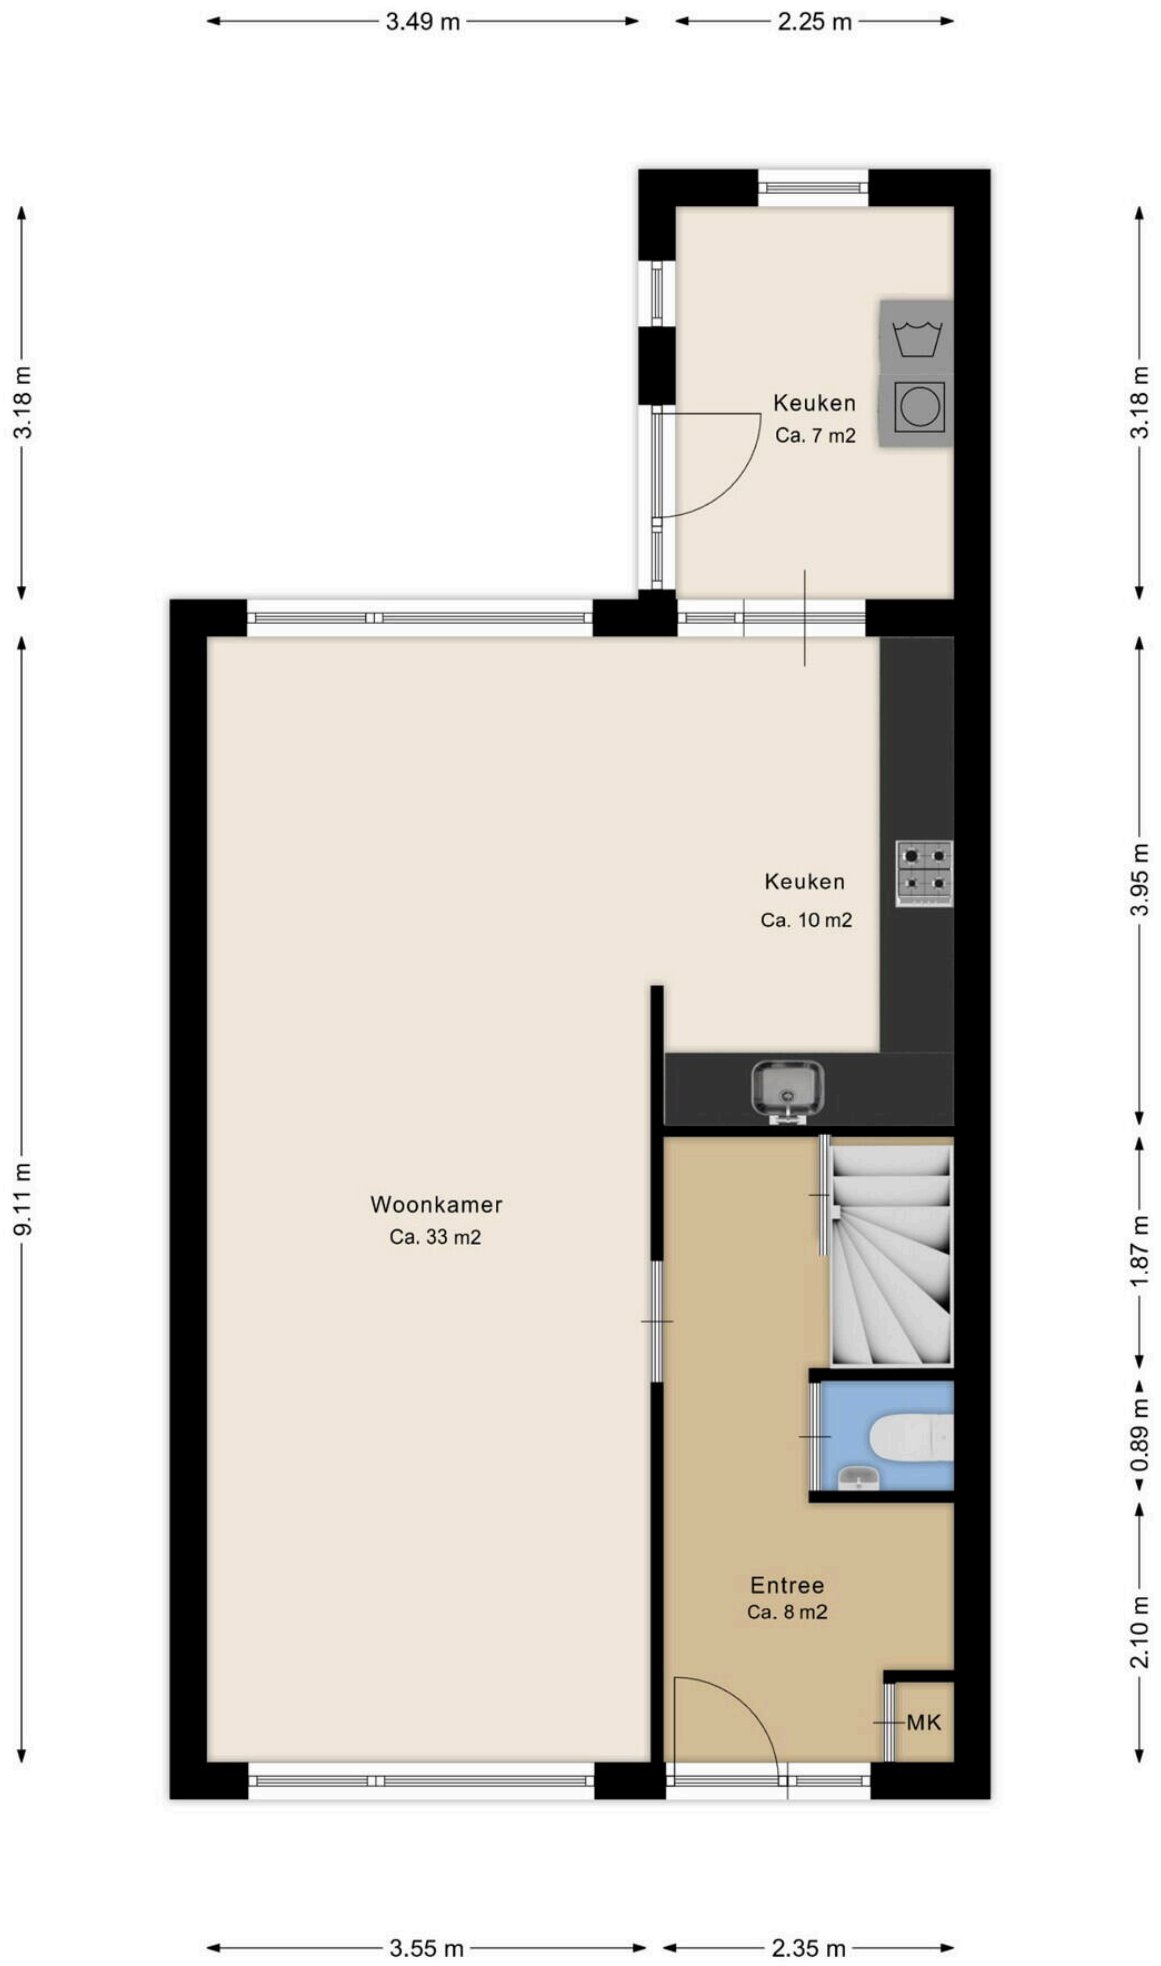 3.49 m
2.25 m
3.18 m
3.18 m
Keuken
Ca. 7 m2
Keuken
Ca. 10 m2
3.95 m
9.11 m
Woonkamer
Ca. 33 m2
1.87 m
0.89 m
Entree
Ca. 8 m2
2.10 m
MK
3.55 m
2.35 m